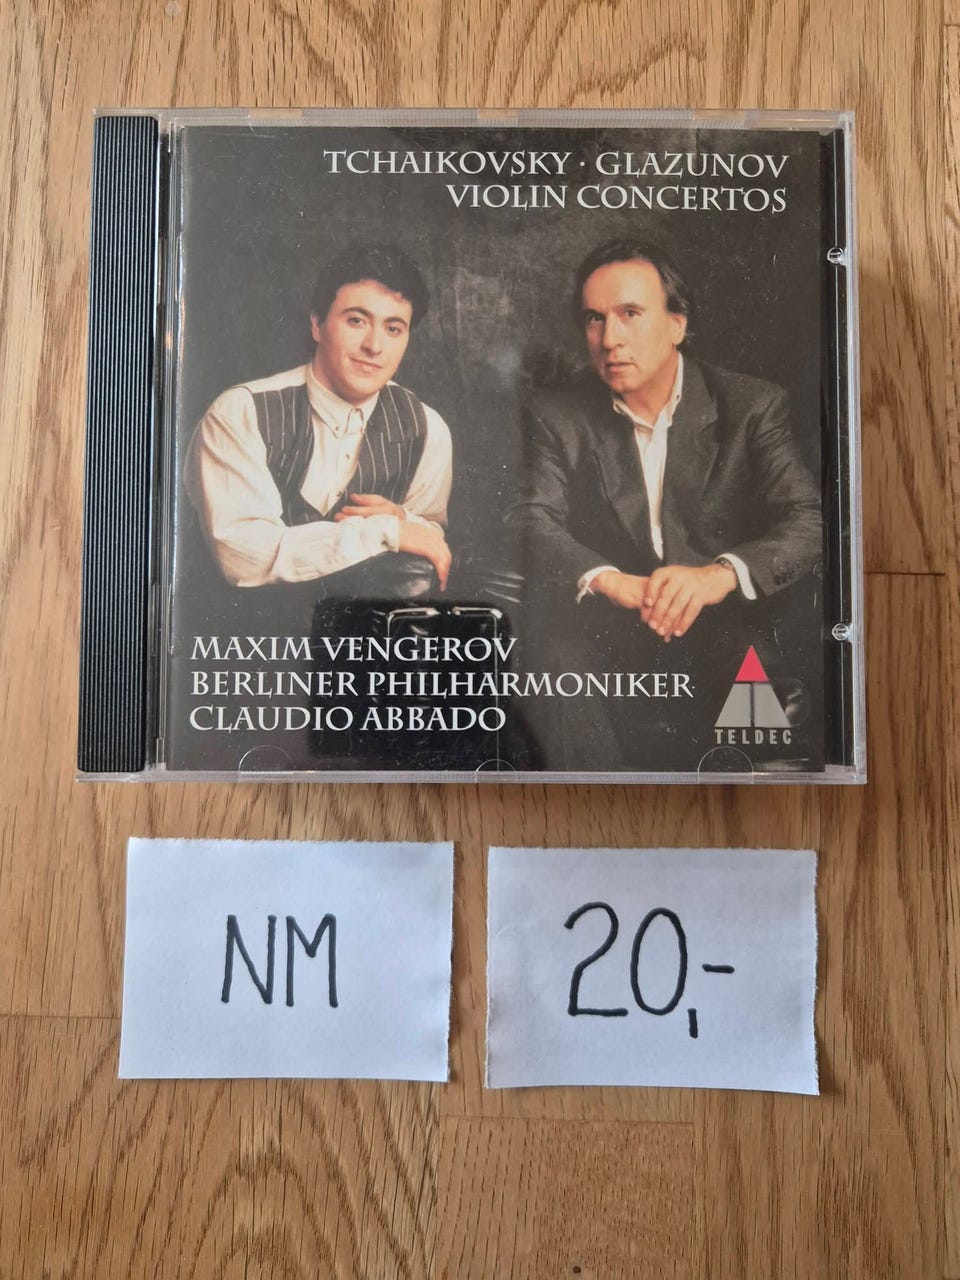 TCHAIKOVSKY · GLAZUNOV
VIOLIN CONCERTOS
MAXIM VENGEROV
BERLINER PHILHARMONIKER
CLAUDIO ABBADO
TELDEC
NM
20,-